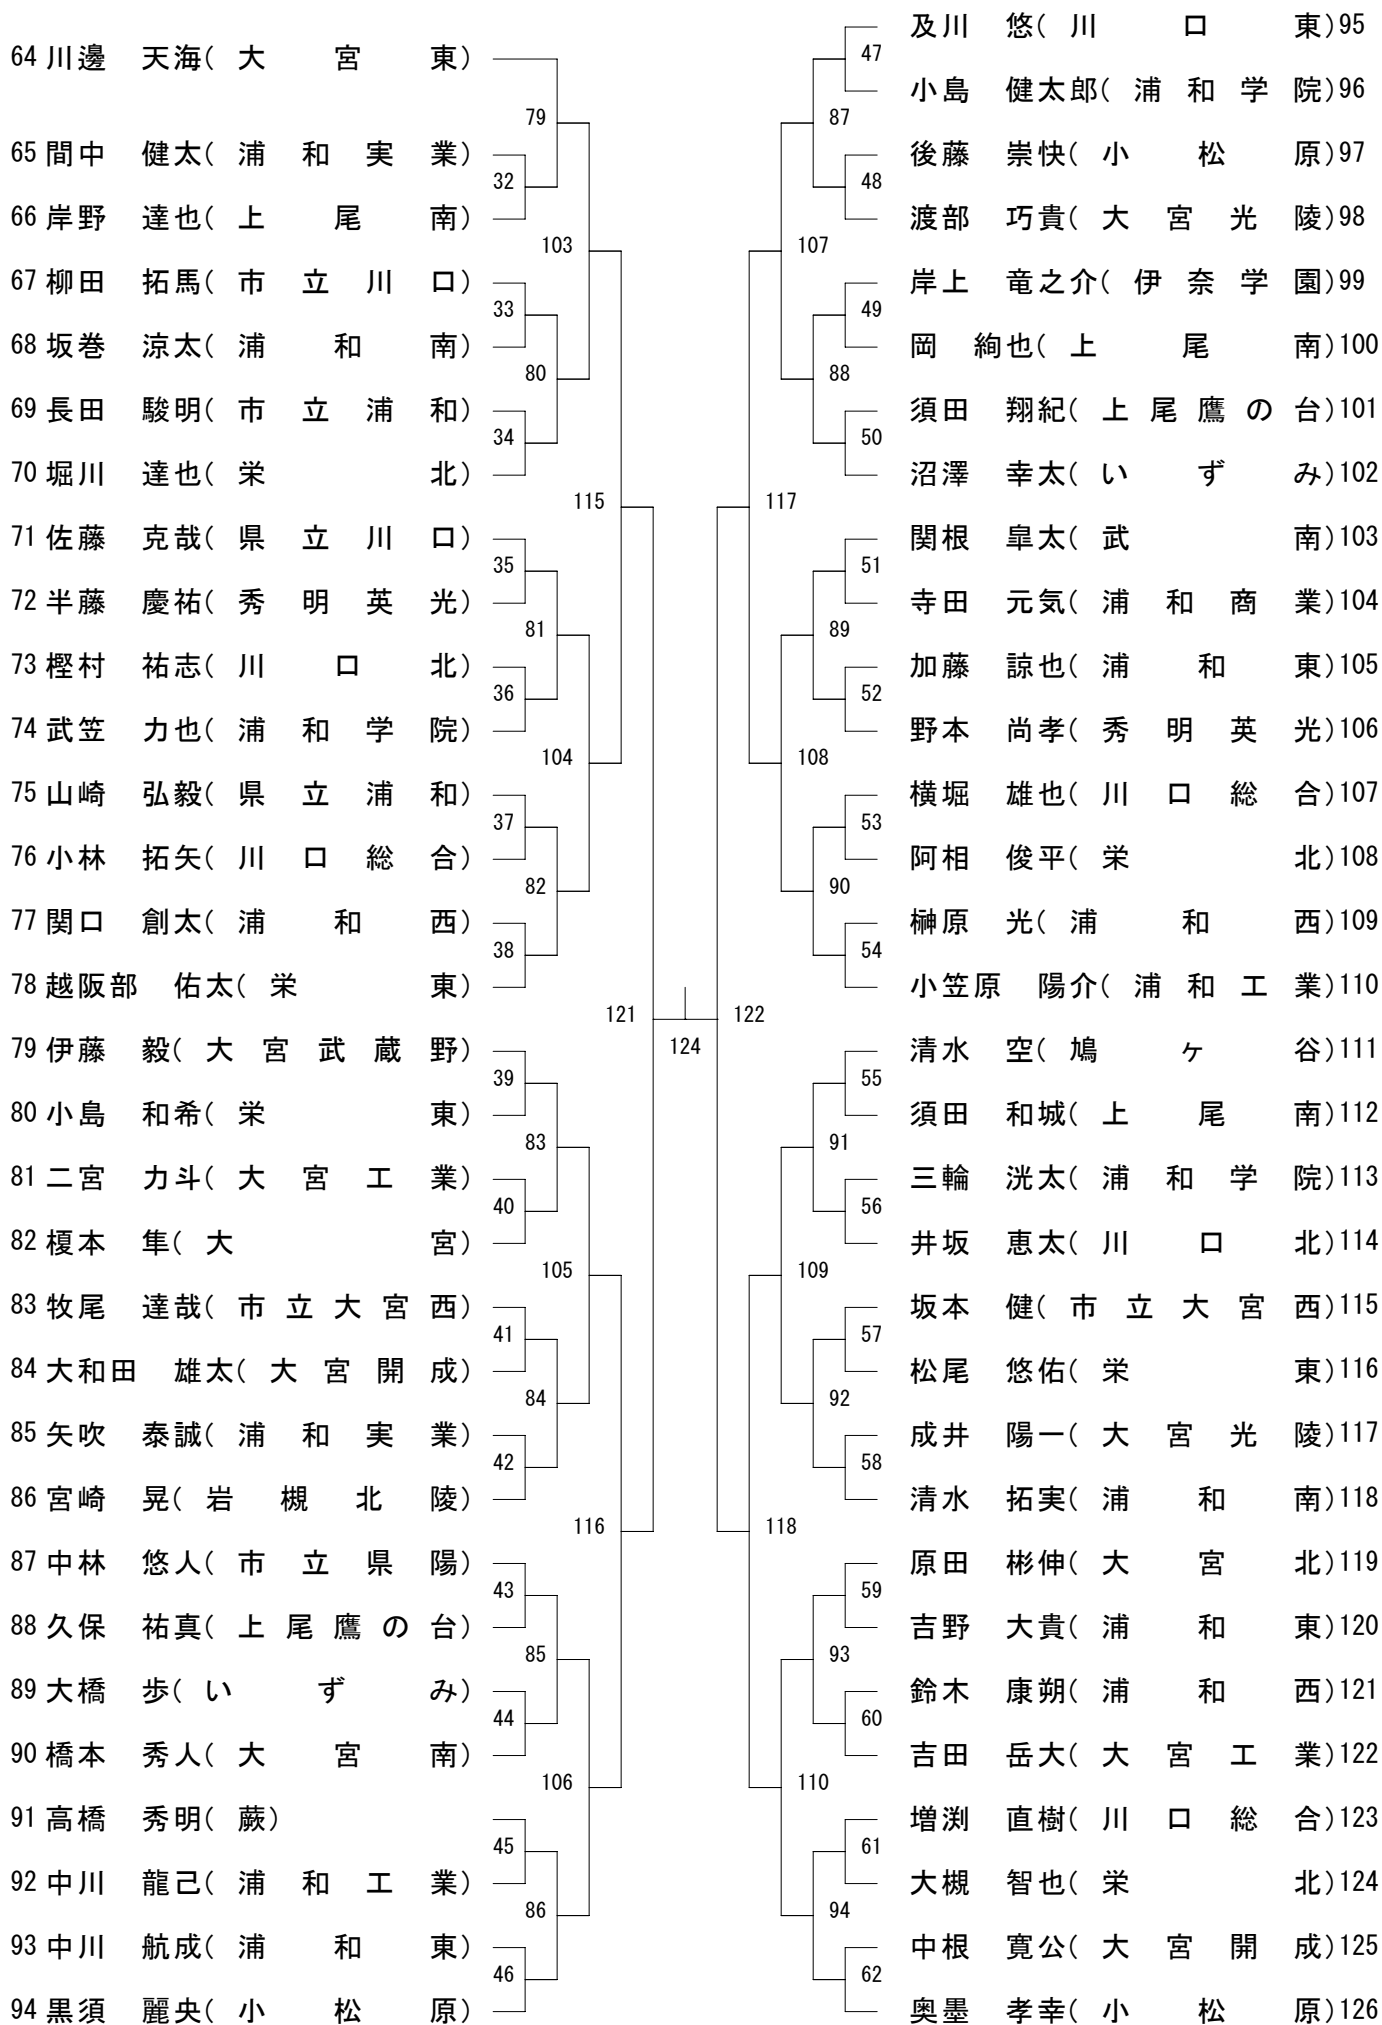 64 川邊 天海( 大 宮 東)
79
65 間中 健太( 浦 和 実 業)
32
66 岸野 達也( 上 尾 南)
103
67 柳田 拓馬( 市 立 川 口)
33
68 坂巻 涼太( 浦 和 南)
80
69 長田 駿明( 市 立 浦 和)
34
70 堀川 達也( 栄 北)
115
71 佐藤 克哉( 県 立 川 口)
35
72 半藤 慶祐( 秀 明 英 光)
81
73 樫村 祐志( 川 口 北)
36
74 武笠 力也( 浦 和 学 院)
104
75 山崎 弘毅( 県 立 浦 和)
37
76 小林 拓矢( 川 口 総 合)
82
77 関口 創太( 浦 和 西)
38
78 越阪部 佑太( 栄 東)
121
79 伊藤 毅( 大 宮 武 蔵 野)
39
80 小島 和希( 栄 東)
83
81 二宮 力斗( 大 宮 工 業)
40
82 榎本 隼( 大 宮)
105
83 牧尾 達哉( 市 立 大 宮 西)
41
84 大和田 雄太( 大 宮 開 成)
84
85 矢吹 泰誠( 浦 和 実 業)
42
86 宮崎 晃( 岩 槻 北 陵)
116
87 中林 悠人( 市 立 県 陽)
43
88 久保 祐真( 上 尾 鷹 の 台)
85
89 大橋 歩( い ず み)
44
90 橋本 秀人( 大 宮 南)
106
91 高橋 秀明( 蕨)
45
92 中川 龍己( 浦 和 工 業)
86
93 中川 航成( 浦 和 東)
46
94 黒須 麗央( 小 松 原)
124
及川 悠( 川 口 東)95
47
小島 健太郎( 浦 和 学 院)96
87
後藤 崇快( 小 松 原)97
48
渡部 巧貴( 大 宮 光 陵)98
107
岸上 竜之介( 伊 奈 学 園)99
49
岡 絢也( 上 尾 南)100
88
須田 翔紀( 上 尾 鷹 の 台)101
50
沼澤 幸太( い ず み)102
117
関根 皐太( 武 南)103
51
寺田 元気( 浦 和 商 業)104
89
加藤 諒也( 浦 和 東)105
52
野本 尚孝( 秀 明 英 光)106
108
横堀 雄也( 川 口 総 合)107
53
阿相 俊平( 栄 北)108
90
榊原 光( 浦 和 西)109
54
小笠原 陽介( 浦 和 工 業)110
122
清水 空( 鳩 ヶ 谷)111
55
須田 和城( 上 尾 南)112
91
三輪 洸太( 浦 和 学 院)113
56
井坂 恵太( 川 口 北)114
109
坂本 健( 市 立 大 宮 西)115
57
松尾 悠佑( 栄 東)116
92
成井 陽一( 大 宮 光 陵)117
58
清水 拓実( 浦 和 南)118
118
原田 彬伸( 大 宮 北)119
59
吉野 大貴( 浦 和 東)120
93
鈴木 康朔( 浦 和 西)121
60
吉田 岳大( 大 宮 工 業)122
110
増渕 直樹( 川 口 総 合)123
61
大槻 智也( 栄 北)124
94
中根 寛公( 大 宮 開 成)125
62
奥墨 孝幸( 小 松 原)126